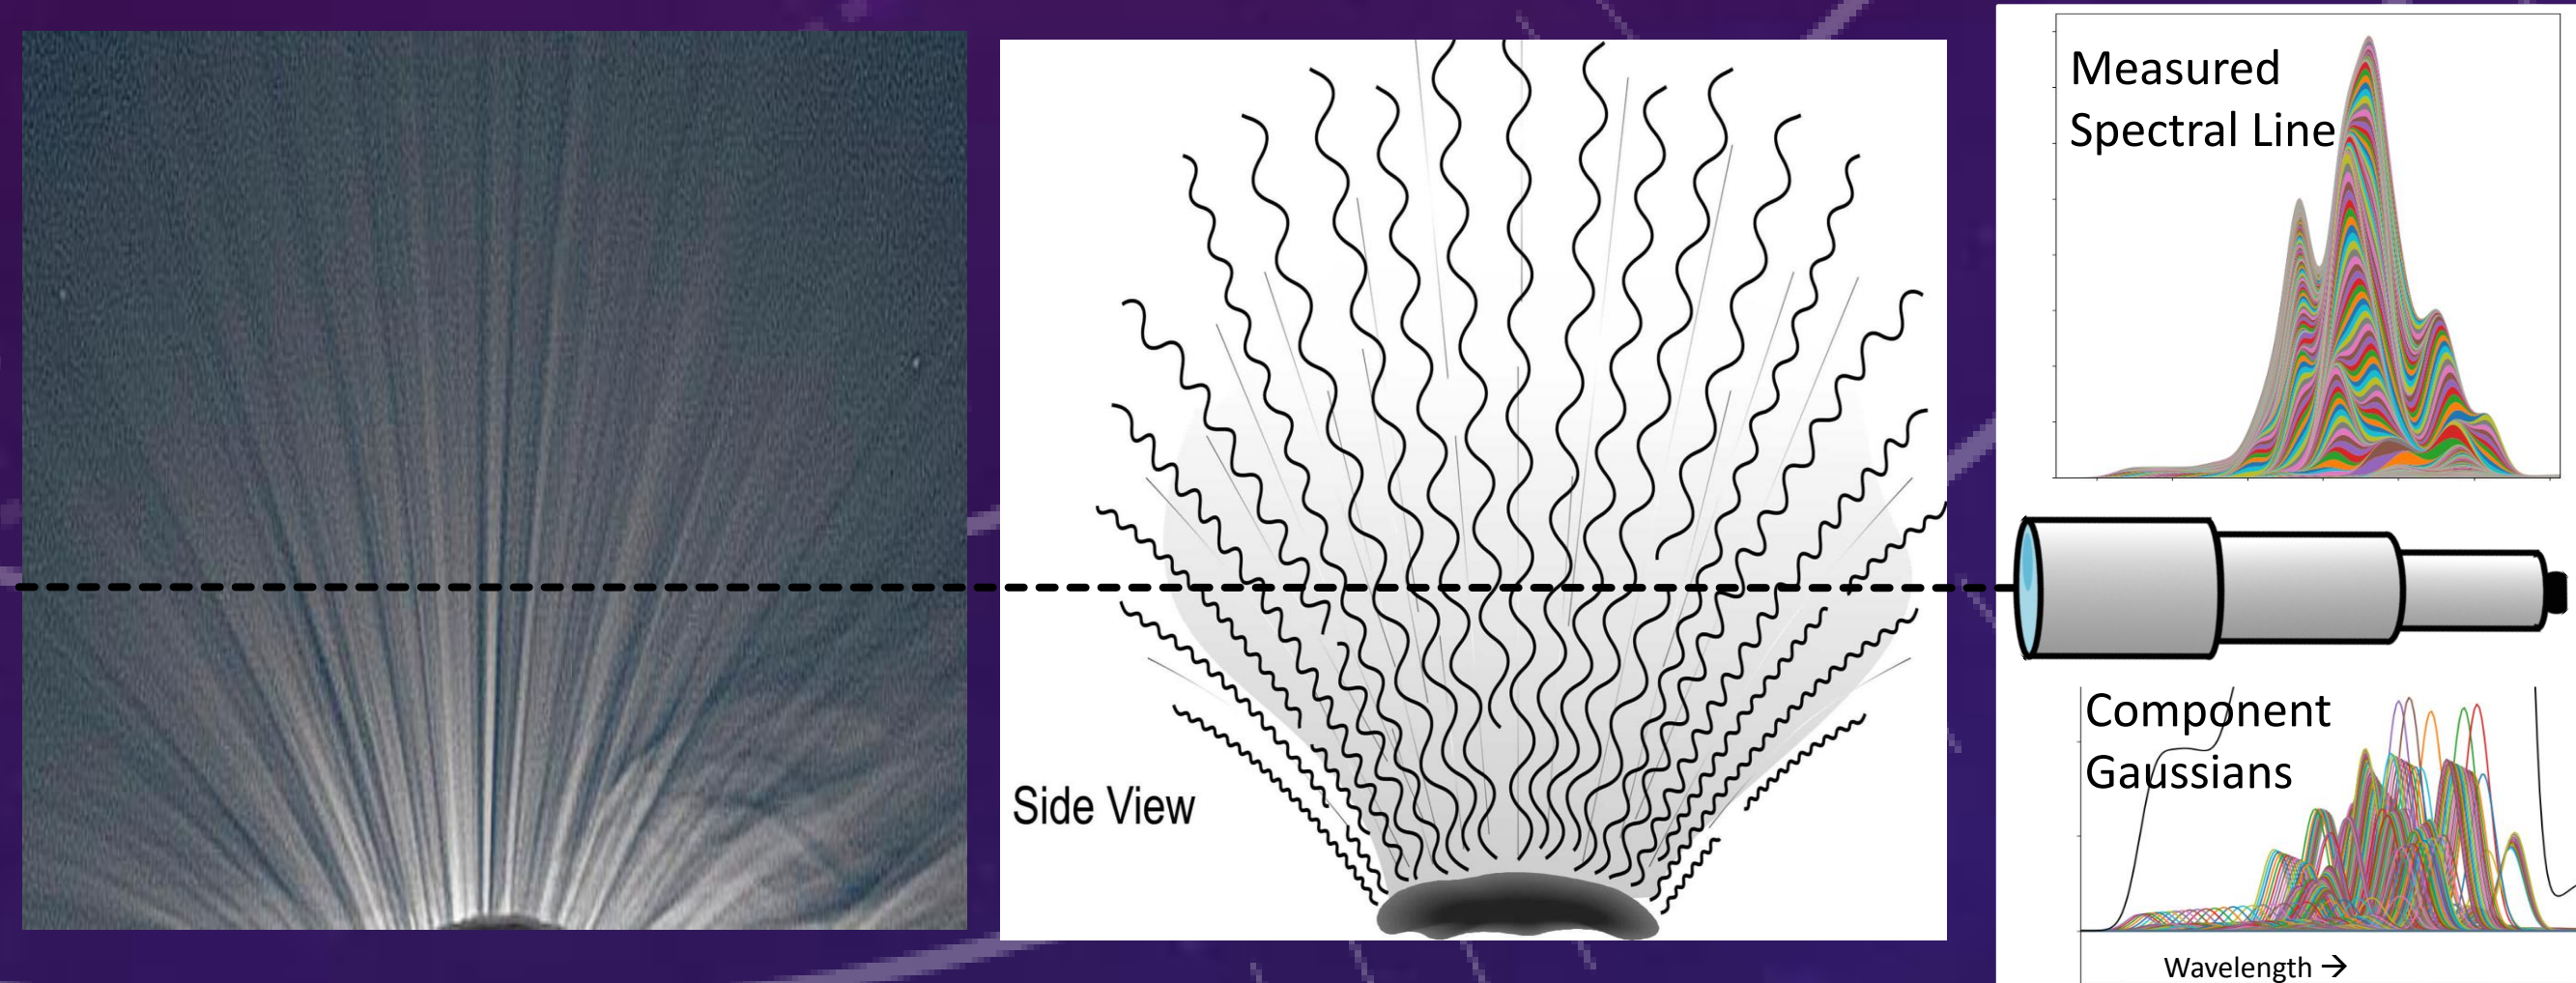 Measured
Spectral Line
Side View
Component
Gaussians
Wavelength →